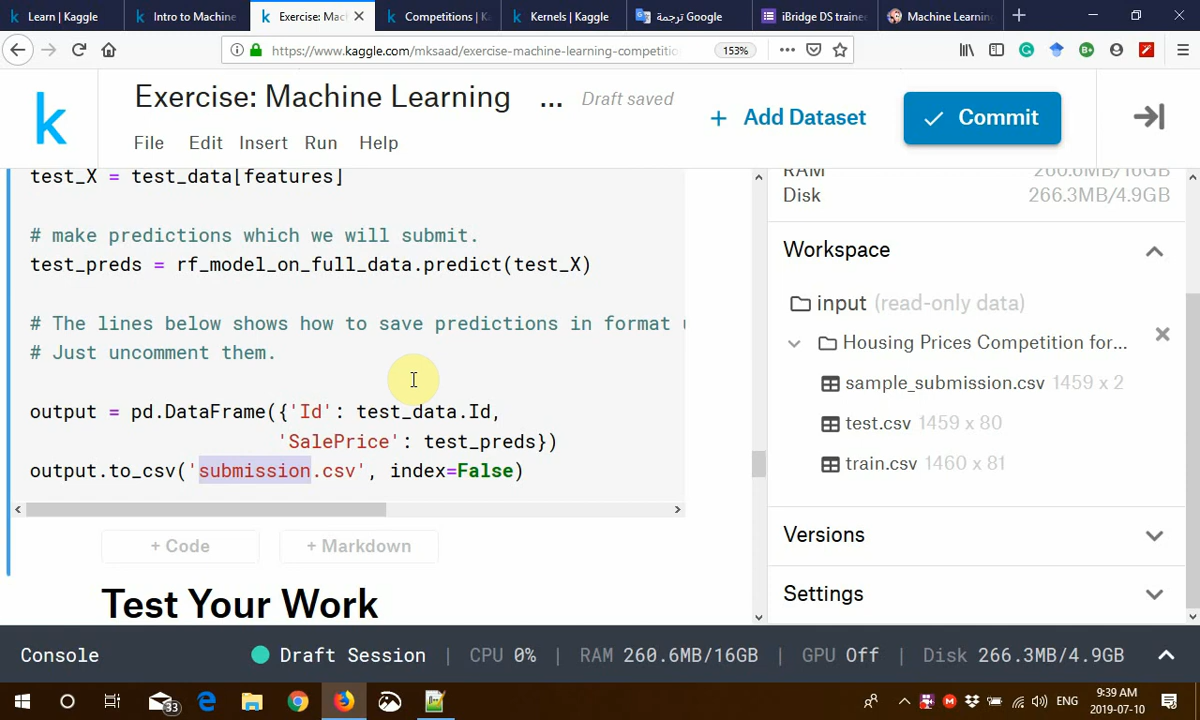 Learn | Kaggle
Intro to Machine
Exercise: Mac
Competitions | Ka
Kernels | Kaggle
ترجمة Google
iBridge DS traine
Machine Learnin
https://www.kaggle.com/mksaad/exercise-machine-learning-competitio
153%
Exercise: Machine Learning ...
Draft saved
+ Add Dataset
Commit
File Edit Insert Run Help
test_X = test_data[features]
# make predictions which we will submit.
test_preds = rf_model_on_full_data.predict(test_X)
# The lines below shows how to save predictions in format u
# Just uncomment them.
output = pd.DataFrame({'Id': test_data.Id,
'SalePrice': test_preds})
output.to_csv('submission.csv', index=False)
+ Code
+ Markdown
Test Your Work
RAM 260.6MB/16GB
Disk 266.3MB/4.9GB
Workspace
input (read-only data)
Housing Prices Competition for...
sample_submission.csv 1459 x 2
test.csv 1459 x 80
train.csv 1460 x 81
Versions
Settings
Console
Draft Session | CPU 0% | RAM 260.6MB/16GB | GPU Off | Disk 266.3MB/4.9GB
33
ENG
9:39 AM
2019-07-10